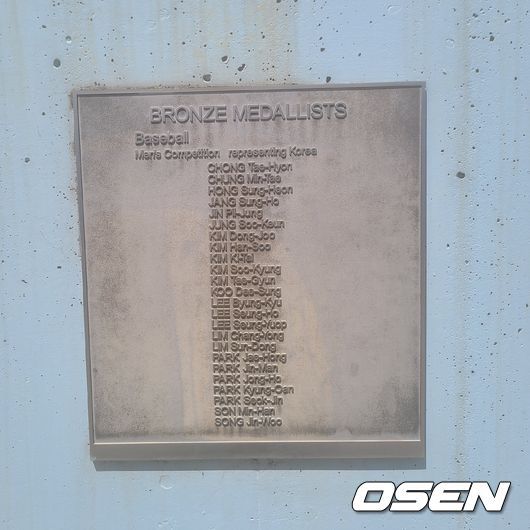 BRONZE MEDALLISTS
Baseball
Men's Competition representing Korea
CHONG Tae-Hyon
CHUNG Min-Tae
HONG Sung-Heon
JANG Sung-Ho
JIN Pil-Jung
JUNG Soo-Keun
KIM Dong-Joo
KIM Han-Soo
KIM Ki-Tai
KIM Soo-Kyung
KIM Tae-Gyun
KOO Dae-Sung
LEE Byung-Kyu
LEE Seung-Ho
LEE Seung-Yuop
LIM Chang-Yong
LIM Sun-Dong
PARK Jae-Hong
PARK Jin-Man
PARK Jong-Ho
PARK Kyung-Oan
PARK Seok-Jin
SON Min-Han
SONG Jin-Woo
OSEN
OSEN